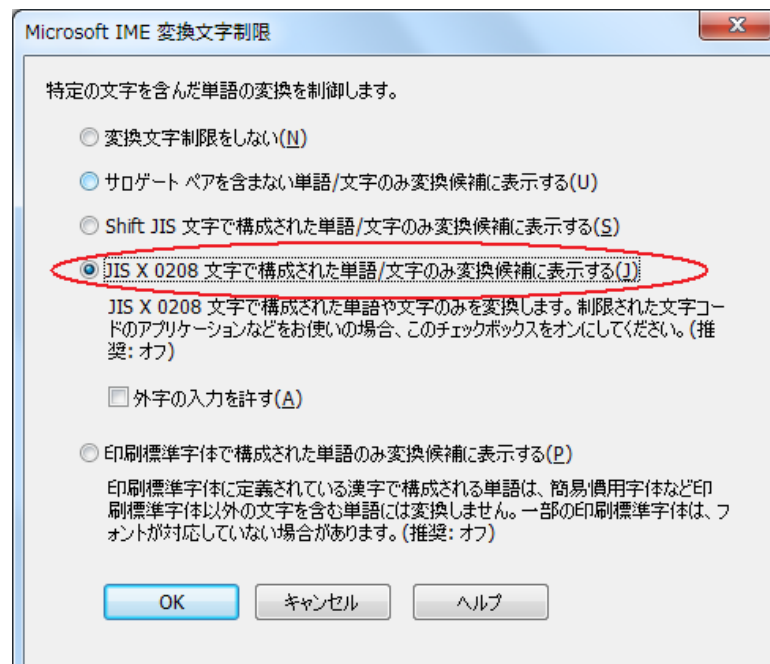 Microsoft IME 変換文字制限
特定の文字を含んだ単語の変換を制御します。
変換文字制限をしない(N)
サロゲート ペアを含まない単語/文字のみ変換候補に表示する(U)
Shift JIS 文字で構成された単語/文字のみ変換候補に表示する(S)
JIS X 0208 文字で構成された単語/文字のみ変換候補に表示する(J)
JIS X 0208 文字で構成された単語や文字のみを変換します。制限された文字コー
ドのアプリケーションなどをお使いの場合、このチェックボックスをオンにしてください。(推
奨: オフ)
外字の入力を許す(A)
印刷標準字体で構成された単語のみ変換候補に表示する(P)
印刷標準字体に定義されている漢字で構成される単語は、簡易慣用字体など印
刷標準字体以外の文字を含む単語には変換しません。一部の印刷標準字体は、フ
ォントが対応していない場合があります。(推奨: オフ)
OK キャンセル ヘルプ